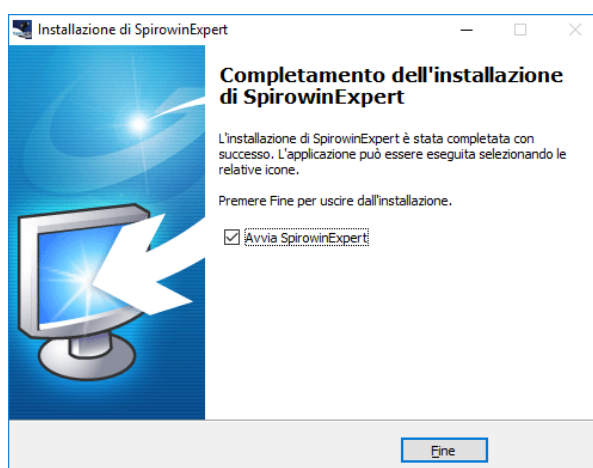 Installazione di SpirowinExpert
Completamento dell'installazione
di SpirowinExpert
L'installazione di SpirowinExpert è stata completata con
successo. L'applicazione può essere eseguita selezionando le
relative icone.
Premere Fine per uscire dall'installazione.
Avvia SpirowinExpert
Fine